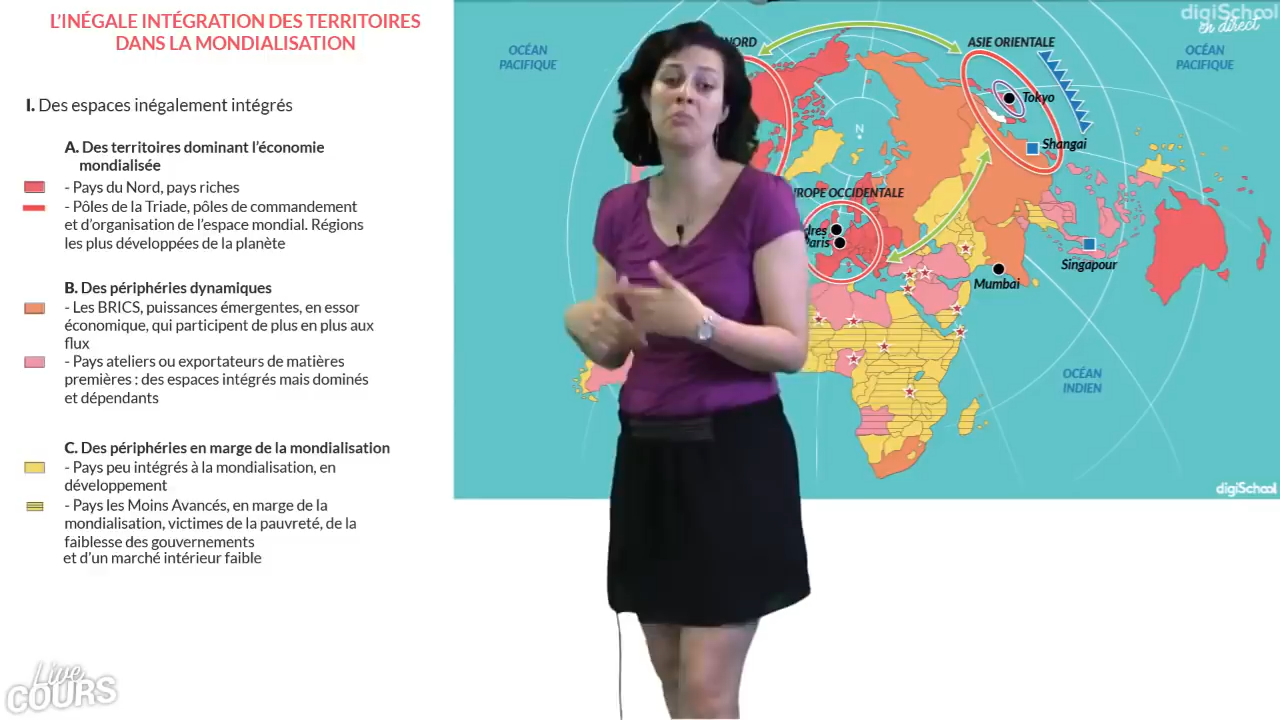 L'INÉGALE INTÉGRATION DES TERRITOIRES
DANS LA MONDIALISATION
I. Des espaces inégalement intégrés
A. Des territoires dominant l'économie
mondialisée
- Pays du Nord, pays riches
- Pôles de la Triade, pôles de commandement
et d'organisation de l'espace mondial. Régions
les plus développées de la planète
B. Des périphéries dynamiques
- Les BRICS, puissances émergentes, en essor
économique, qui participent de plus en plus aux
flux
- Pays ateliers ou exportateurs de matières
premières : des espaces intégrés mais dominés
et dépendants
C. Des périphéries en marge de la mondialisation
- Pays peu intégrés à la mondialisation, en
développement
- Pays les Moins Avancés, en marge de la
mondialisation, victimes de la pauvreté, de la
faiblesse des gouvernements
et d'un marché intérieur faible
Live
COURS
digiSchool
en direct
OCÉAN
PACIFIQUE
NORD
ASIE ORIENTALE
OCÉAN
PACIFIQUE
Tokyo
N
Shangai
OCCIDENTALE
Paris
Singapour
Mumbai
OCÉAN
INDIEN
digiSchool